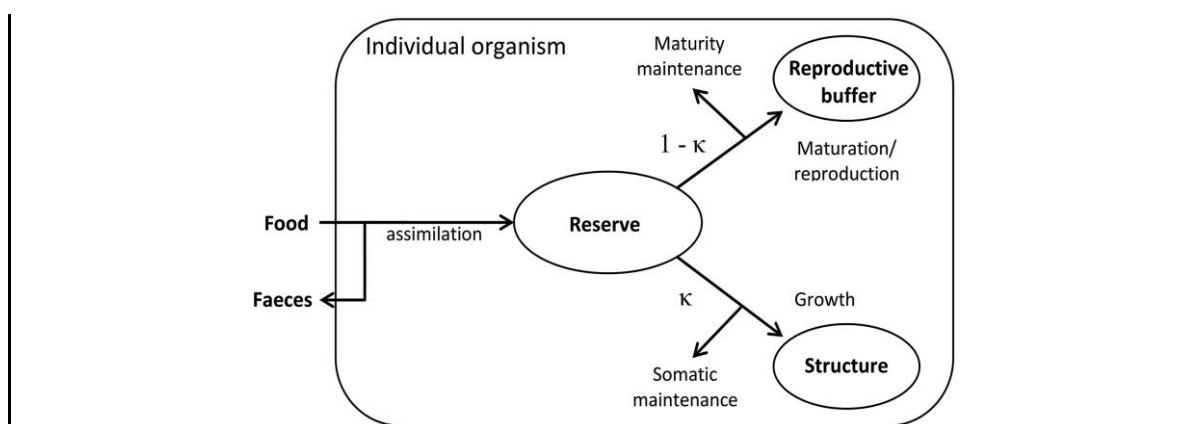 Individual organism
Maturity
maintenance
Reproductive
buffer
1 - κ
Maturation/
reproduction
Food
assimilation
Reserve
Faeces
κ
Growth
Somatic
maintenance
Structure